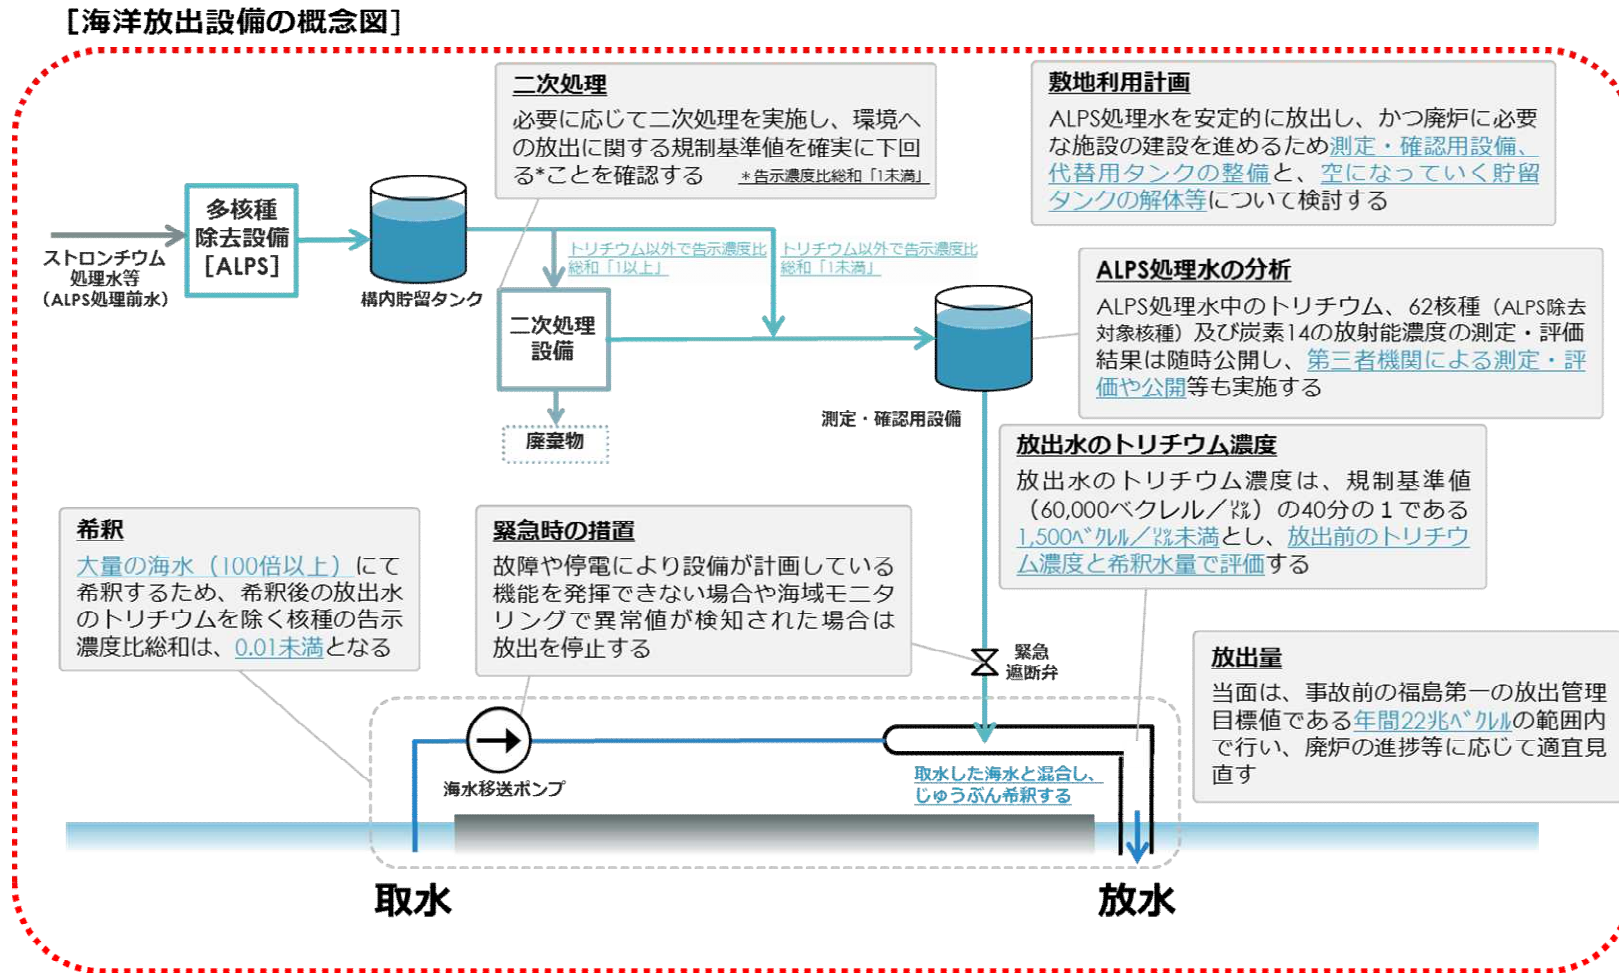 [海洋放出設備の概念図]
二次処理
必要に応じて二次処理を実施し、環境へ
の放出に関する規制基準値を確実に下回
る*ことを確認する
*告示濃度比総和「1未満」
敷地利用計画
ALPS処理水を安定的に放出し、かつ廃炉に必要
な施設の建設を進めるため測定・確認用設備、
代替用タンクの整備と、空になっていく貯留
タンクの解体等について検討する
多核種
除去設備
[ALPS]
ストロンチウム
処理水等
(ALPS処理前水)
構内貯留タンク
トリチウム以外で告示濃度比
総和「1以上」
トリチウム以外で告示濃度比
総和「1未満」
二次処理
設備
廃棄物
測定・確認用設備
ALPS処理水の分析
ALPS処理水中のトリチウム、62核種(ALPS除去
対象核種)及び炭素14の放射能濃度の測定・評価
結果は随時公開し、第三者機関による測定・評
価や公開等も実施する
放出水のトリチウム濃度
放出水のトリチウム濃度は、規制基準値
(60,000ベクレル/㍑)の40分の1である
1,500ﾍﾞｸﾚﾙ/㍑未満とし、放出前のトリチウ
ム濃度と希釈水量で評価する
希釈
大量の海水(100倍以上)にて
希釈するため、希釈後の放出水
のトリチウムを除く核種の告示
濃度比総和は、0.01未満となる
緊急時の措置
故障や停電により設備が計画している
機能を発揮できない場合や海域モニタ
リングで異常値が検知された場合は
放出を停止する
緊急
遮断弁
放出量
当面は、事故前の福島第一の放出管理
目標値である年間22兆ﾍﾞｸﾚﾙの範囲内
で行い、廃炉の進捗等に応じて適宜見
直す
海水移送ポンプ
取水した海水と混合し、
じゅうぶん希釈する
取水
放水